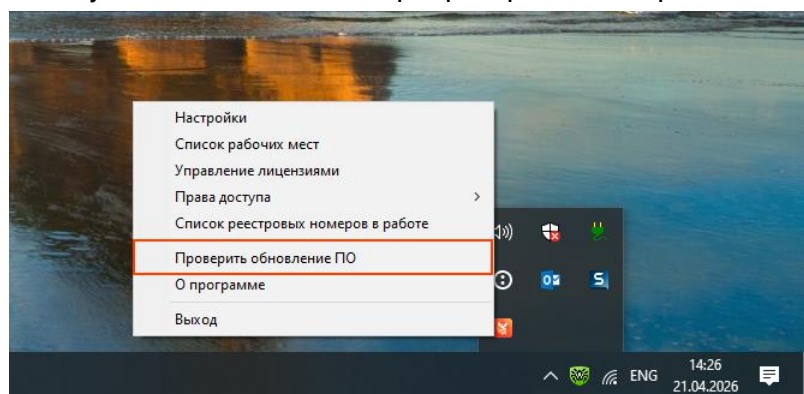 Настройки
Список рабочих мест
Управление лицензиями
Права доступа
Список реестровых номеров в работе
Проверить обновление ПО
О программе
Выход
ENG
14:26
21.04.2026